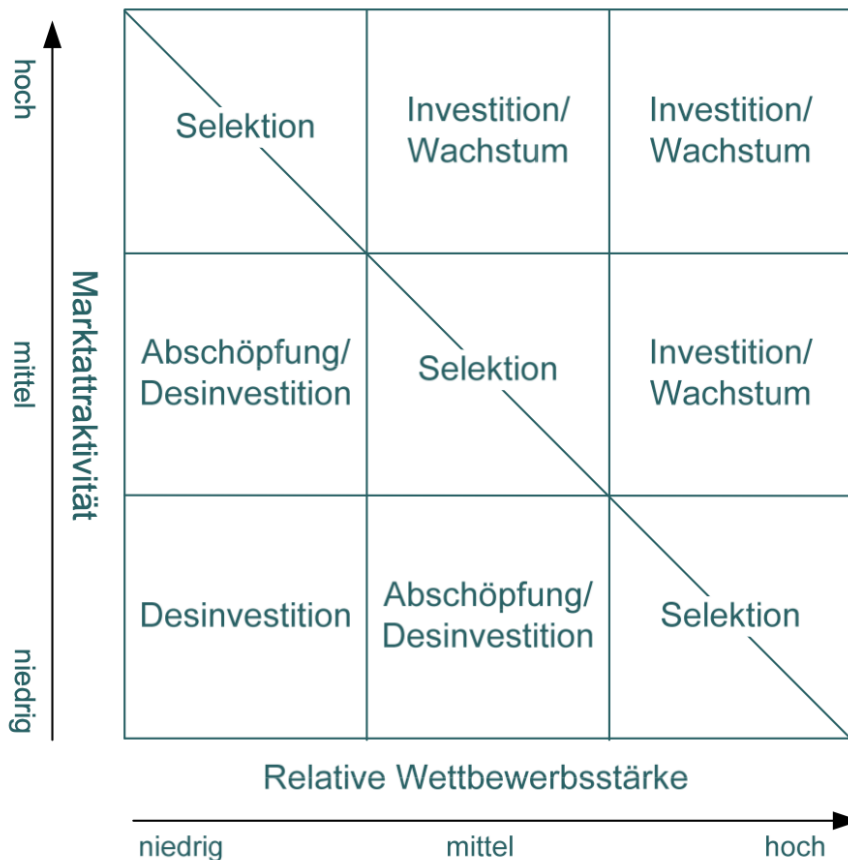 hoch
mittel
niedrig
Marktattraktivität
Selektion
Investition/
Wachstum
Investition/
Wachstum
Abschöpfung/
Desinvestition
Selektion
Investition/
Wachstum
Desinvestition
Abschöpfung/
Desinvestition
Selektion
Relative Wettbewerbsstärke
niedrig
mittel
hoch